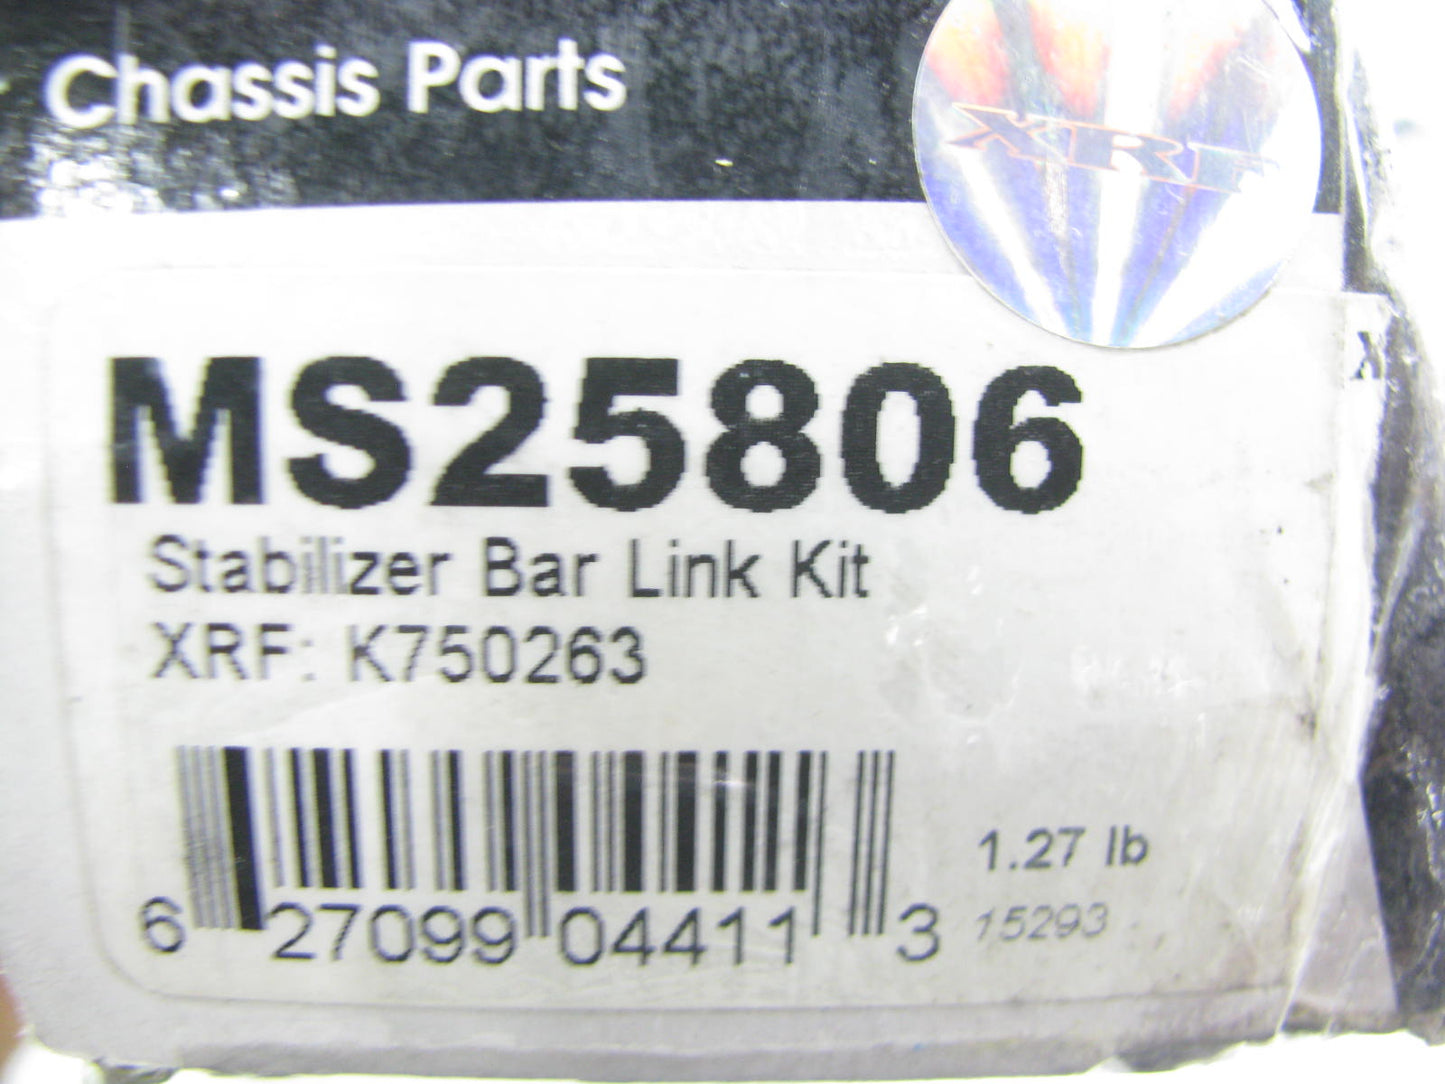 Chassis Parts
XRF
X
MS25806
Stabilizer Bar Link Kit
XRF: K750263
1.27 lb
6 27099 04411 3
15293